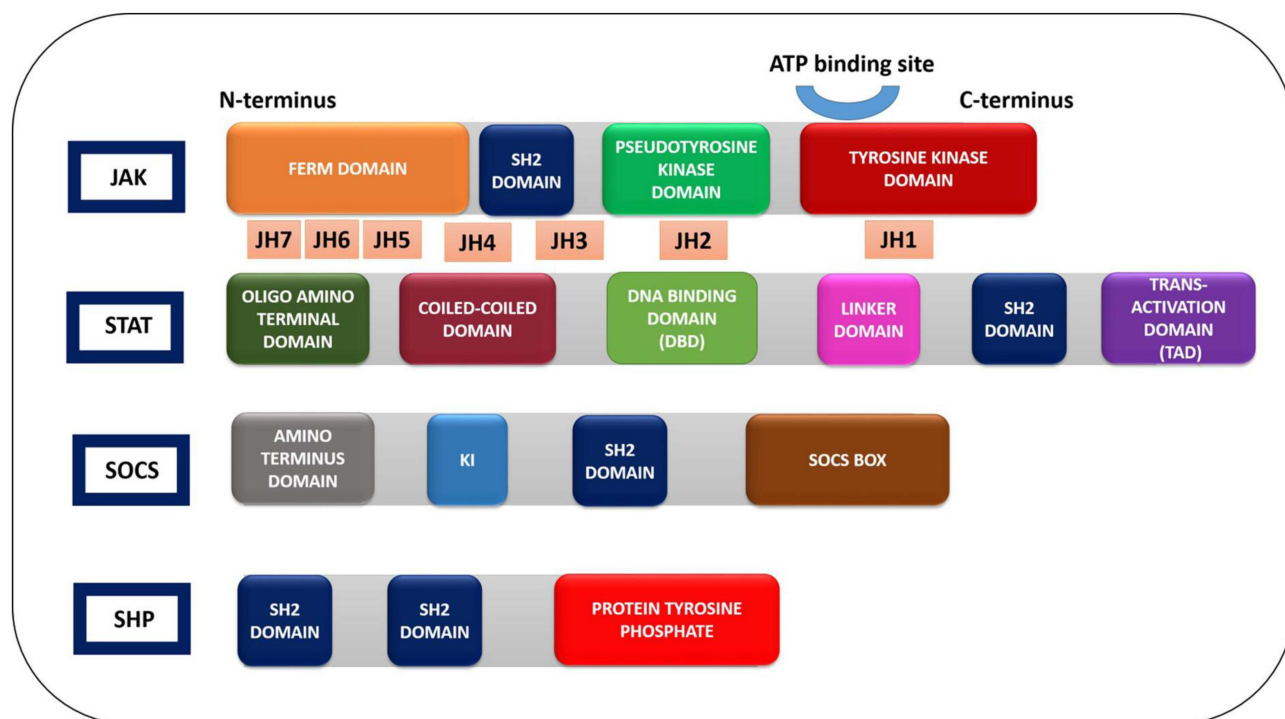 ATP binding site
N-terminus
C-terminus
JAK
FERM DOMAIN
SH2
DOMAIN
PSEUDOTYROSINE
KINASE
DOMAIN
TYROSINE KINASE
DOMAIN
JH7
JH6
JH5
JH4
JH3
JH2
JH1
STAT
OLIGO AMINO
TERMINAL
DOMAIN
COILED-COILED
DOMAIN
DNA BINDING
DOMAIN
(DBD)
LINKER
DOMAIN
SH2
DOMAIN
TRANS-
ACTIVATION
DOMAIN
(TAD)
SOCS
AMINO
TERMINUS
DOMAIN
KI
SH2
DOMAIN
SOCS BOX
SHP
SH2
DOMAIN
SH2
DOMAIN
PROTEIN TYROSINE
PHOSPHATE